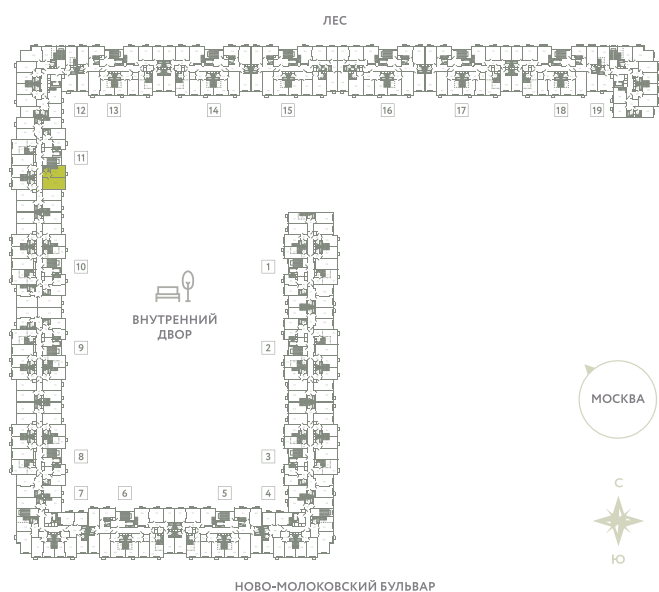 ЛЕС
12 13 14 15 16 17 18 19
11
10 1
ВНУТРЕННИЙ
ДВОР
9 2
МОСКВА
8 3
7 6 5 4
С
Ю
НОВО-МОЛОКОВСКИЙ БУЛЬВАР